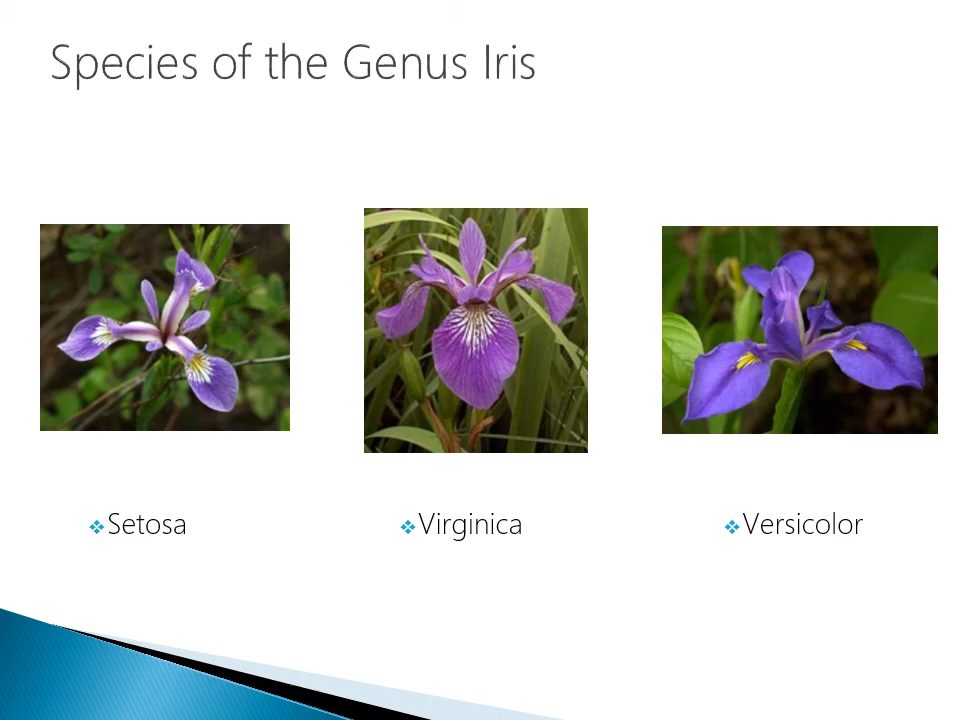 Species of the Genus Iris
Setosa
Virginica
Versicolor